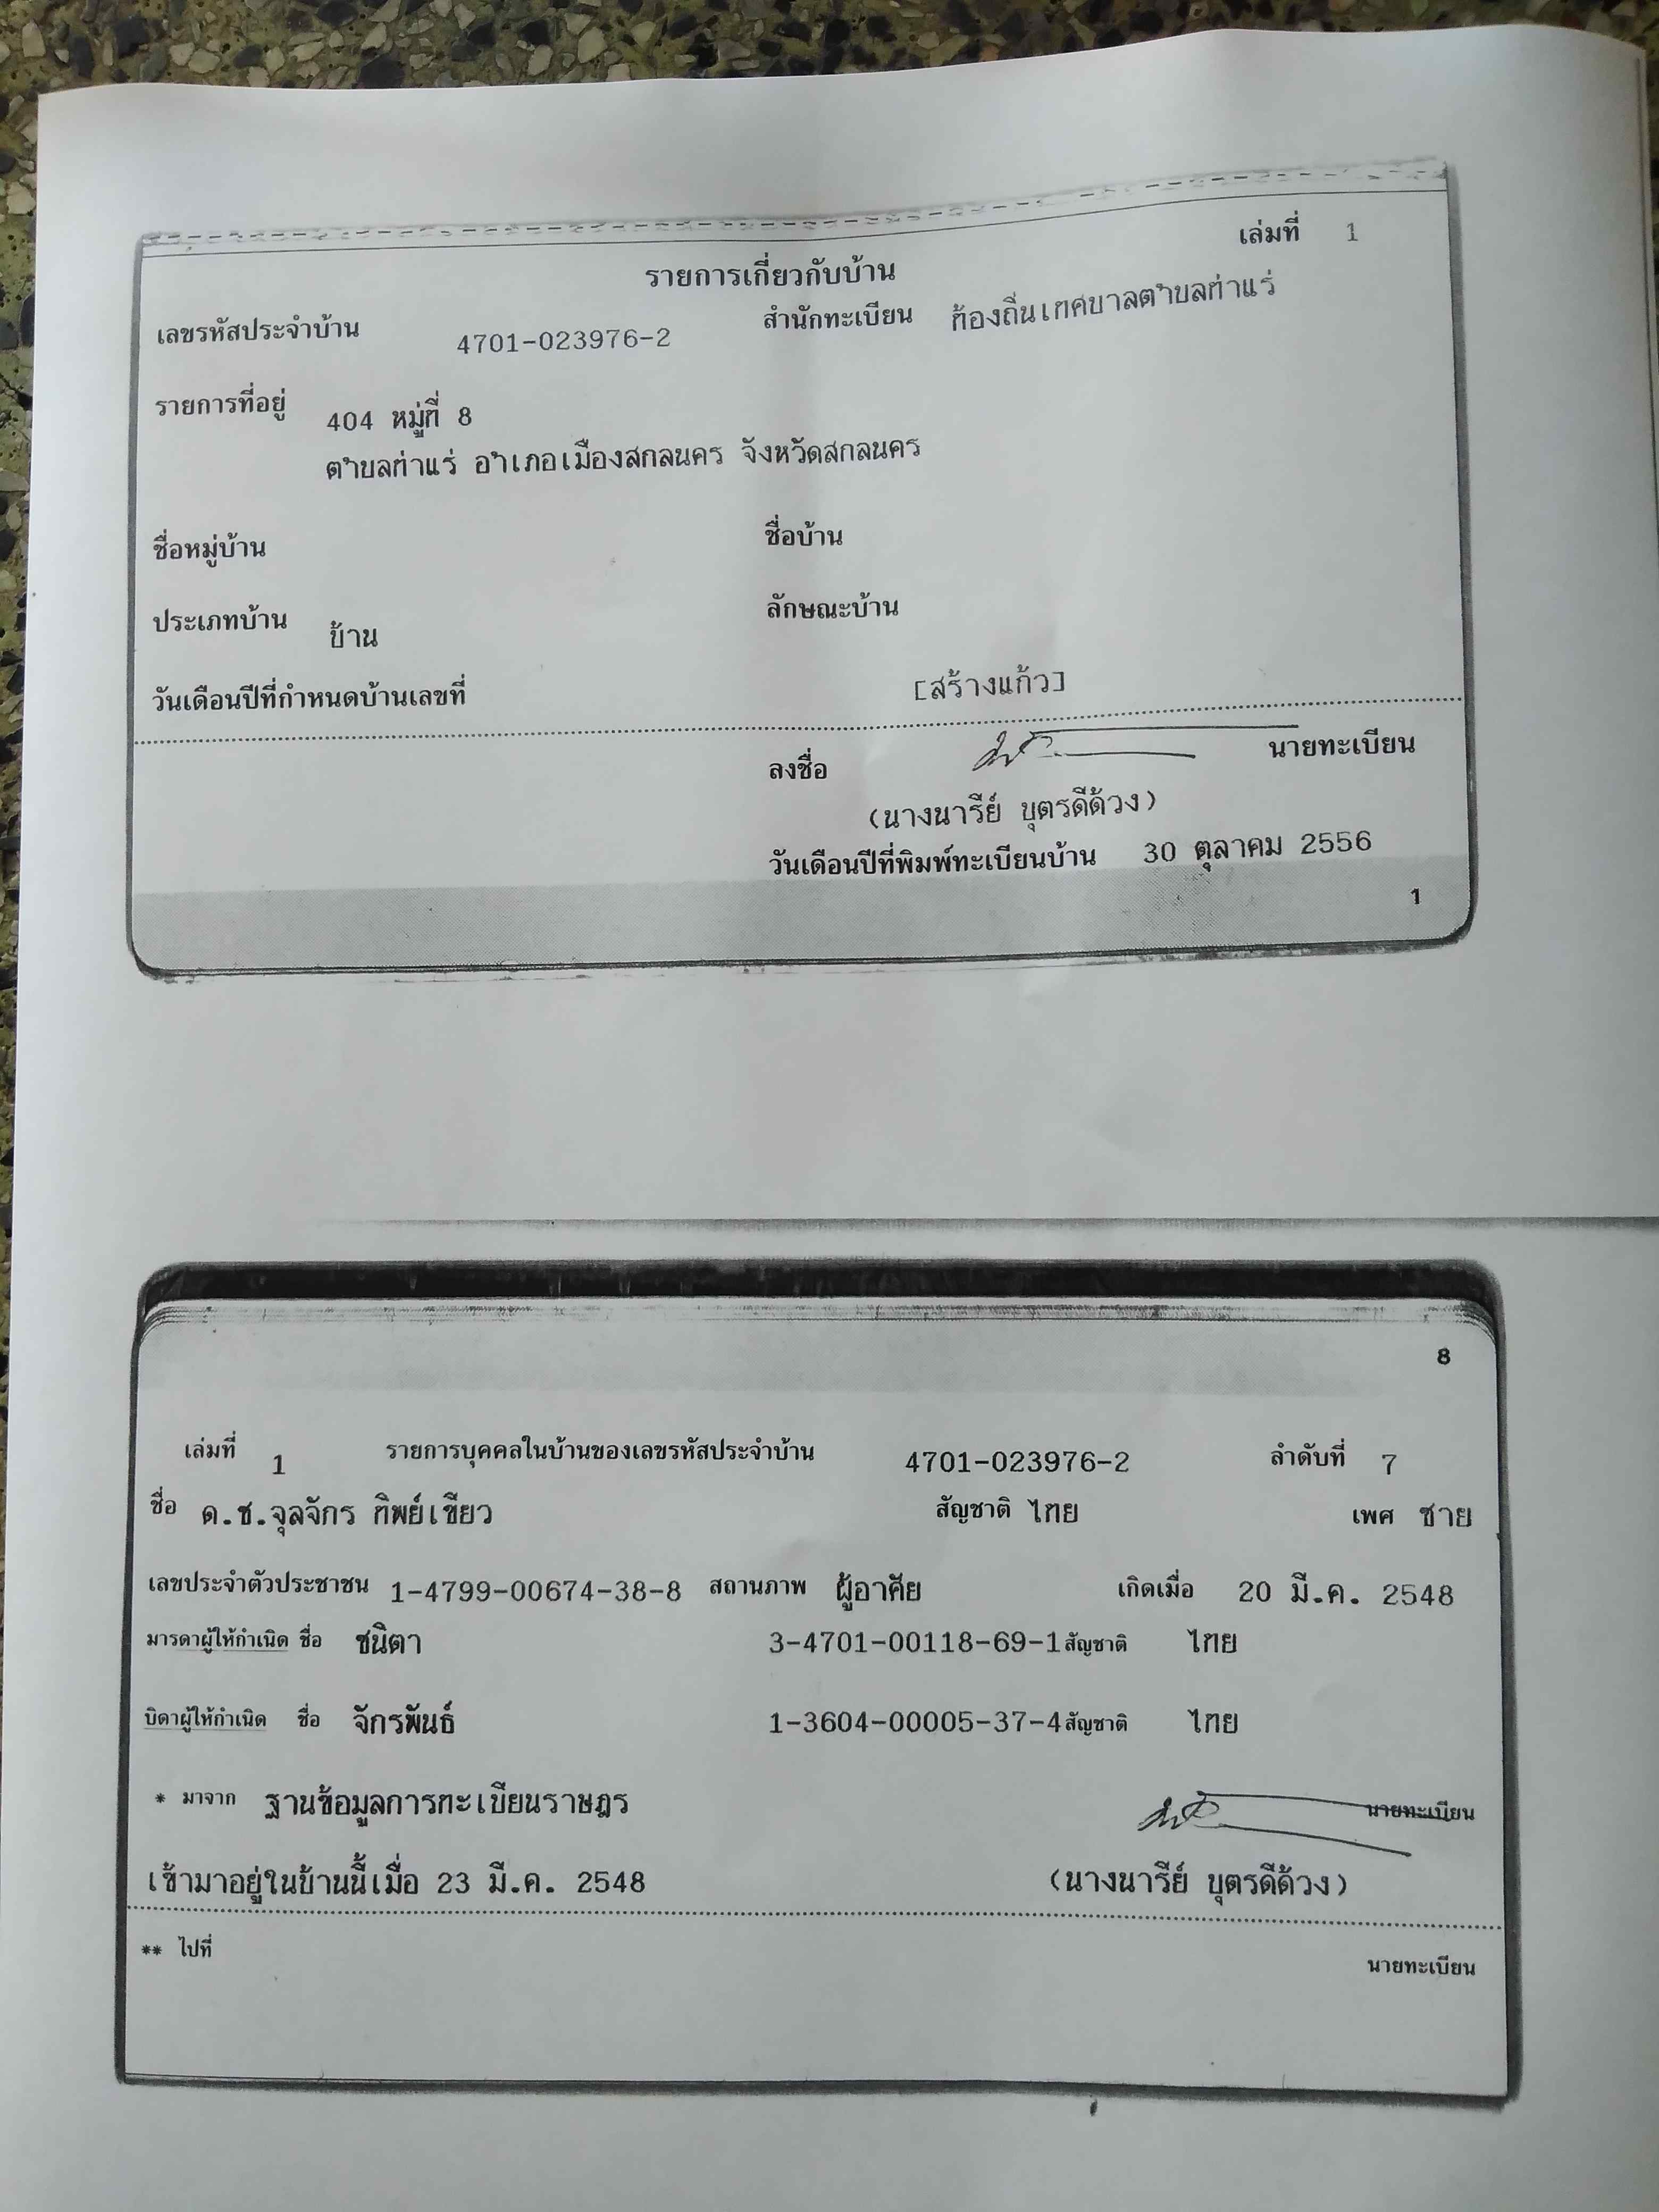 เล่มที่ 1
รายการเกี่ยวกับบ้าน
เลขรหัสประจำบ้าน 4701-023976-2 สำนักทะเบียน ท้องถิ่นเทศบาลตำบลท่าแร่
รายการที่อยู่ 404 หมู่ที่ 8
ตำบลท่าแร่ อำเภอเมืองสกลนคร จังหวัดสกลนคร
ชื่อหมู่บ้าน ชื่อบ้าน
ประเภทบ้าน บ้าน ลักษณะบ้าน
วันเดือนปีที่กำหนดบ้านเลขที่ [สร้างแก้ว]
ลงชื่อ นายทะเบียน
(นางนารีย์ บุตรดีด้วง)
วันเดือนปีที่พิมพ์ทะเบียนบ้าน 30 ตุลาคม 2556
1
8
เล่มที่ 1 รายการบุคคลในบ้านของเลขรหัสประจำบ้าน 4701-023976-2 ลำดับที่ 7
ชื่อ ด.ช.จุลจักร ทิพย์เขียว สัญชาติ ไทย เพศ ชาย
เลขประจำตัวประชาชน 1-4799-00674-38-8 สถานภาพ ผู้อาศัย เกิดเมื่อ 20 มี.ค. 2548
มารดาผู้ให้กำเนิด ชื่อ ชนิตา 3-4701-00118-69-1 สัญชาติ ไทย
บิดาผู้ให้กำเนิด ชื่อ จักรพันธ์ 1-3604-00005-37-4 สัญชาติ ไทย
* มาจาก ฐานข้อมูลการทะเบียนราษฎร นายทะเบียน
เข้ามาอยู่ในบ้านนี้เมื่อ 23 มี.ค. 2548 (นางนารีย์ บุตรดีด้วง)
** ไปที่ นายทะเบียน